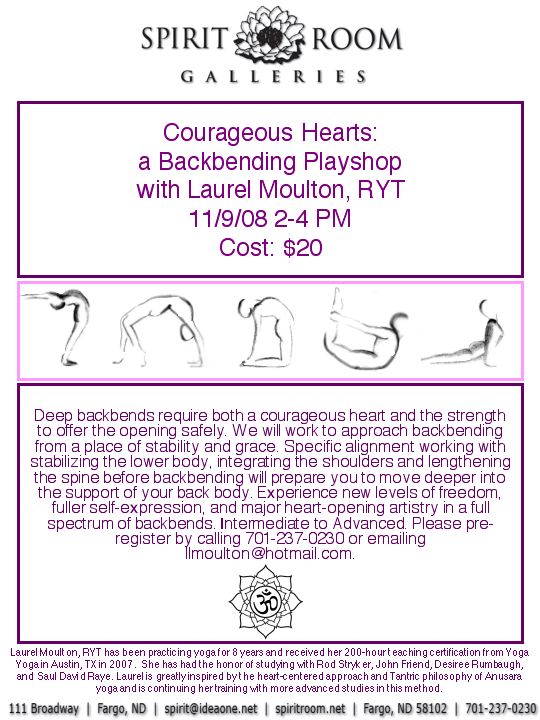 SPIRIT ROOM
GALLERIES
Courageous Hearts:
a Backbending Playshop
with Laurel Moulton, RYT
11/9/08 2-4 PM
Cost: $20
Deep backbends require both a courageous heart and the strength
to offer the opening safely. We will work to approach backbending
from a place of stability and grace. Specific alignment working with
stabilizing the lower body, integrating the shoulders and lengthening
the spine before backbending will prepare you to move deeper into
the support of your back body. Experience new levels of freedom,
fuller self-expression, and major heart-opening artistry in a full
spectrum of backbends. Intermediate to Advanced. Please pre-
register by calling 701-237-0230 or emailing
llmoulton@hotmail.com.
ॐ
Laurel Moulton, RYT has been practicing yoga for 8 years and received her 200-hour teaching certification from Yoga
Yoga in Austin, TX in 2007. She has had the honor of studying with Rod Stryker, John Friend, Desiree Rumbaugh,
and Saul David Raye. Laurel is greatly inspired by the heart-centered approach and Tantric philosophy of Anusara
yoga and is continuing her training with more advanced studies in this method.
111 Broadway | Fargo, ND | spirit@ideaone.net | spiritroom.net | Fargo, ND 58102 | 701-237-0230